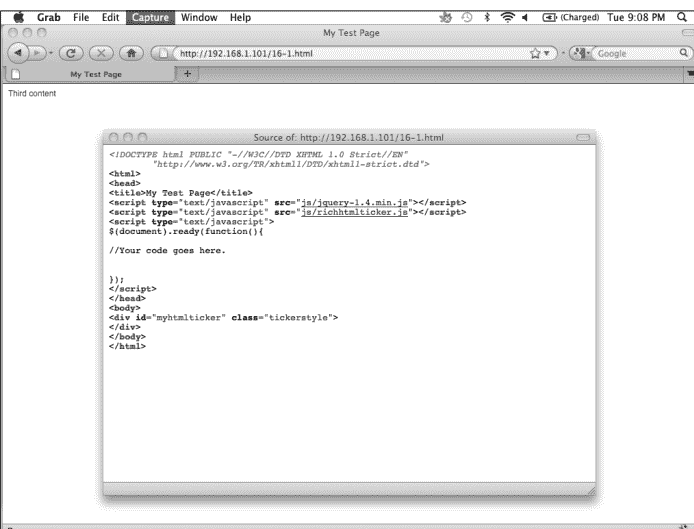 Grab File Edit Capture Window Help (Charged) Tue 9:08 PM
My Test Page
http://192.168.1.101/16-1.html Google
My Test Page +
Third content
Source of: http://192.168.1.101/16-1.html
<!DOCTYPE html PUBLIC "-//W3C//DTD XHTML 1.0 Strict//EN"
"http://www.w3.org/TR/xhtml1/DTD/xhtml1-strict.dtd">
<html>
<head>
<title>My Test Page</title>
<script type="text/javascript" src="js/jquery-1.4.min.js"></script>
<script type="text/javascript" src="js/richhtmlticker.js"></script>
<script type="text/javascript">
$(document).ready(function(){
//Your code goes here.
});
</script>
</head>
<body>
<div id="myhtmlticker" class="tickerstyle">
</div>
</body>
</html>